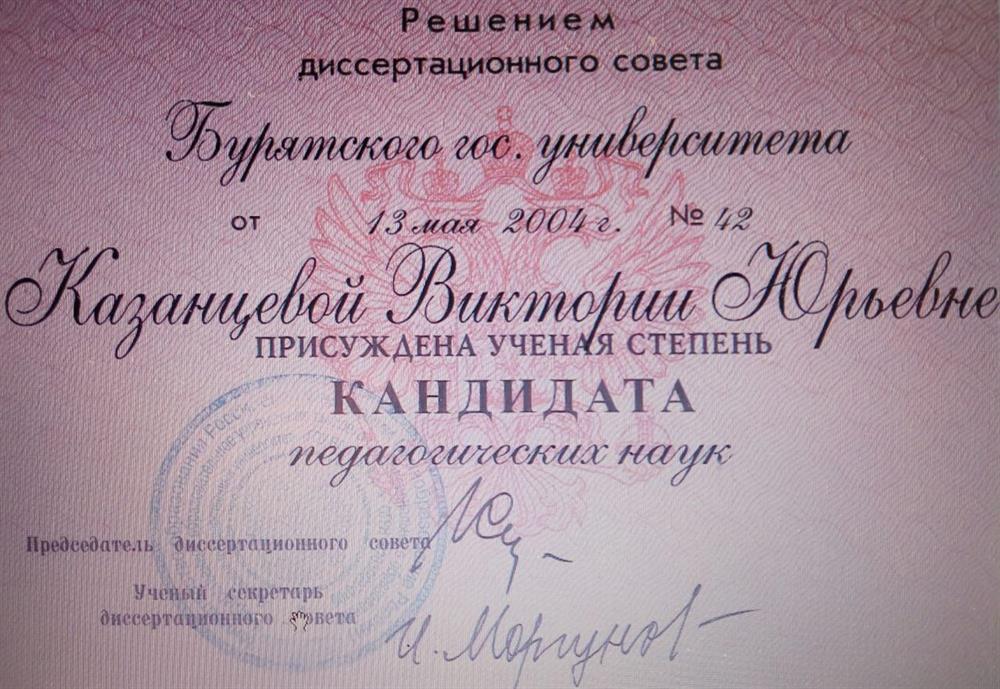 Решением
диссертационного совета
Бурятского гос. университета
от 13 мая 2004 г. № 42
Казанцевой Виктории Юрьевне
ПРИСУЖДЕНА УЧЕНАЯ СТЕПЕНЬ
КАНДИДАТА
педагогических наук
Председатель диссертационного совета
Ученый секретарь
диссертационного совета